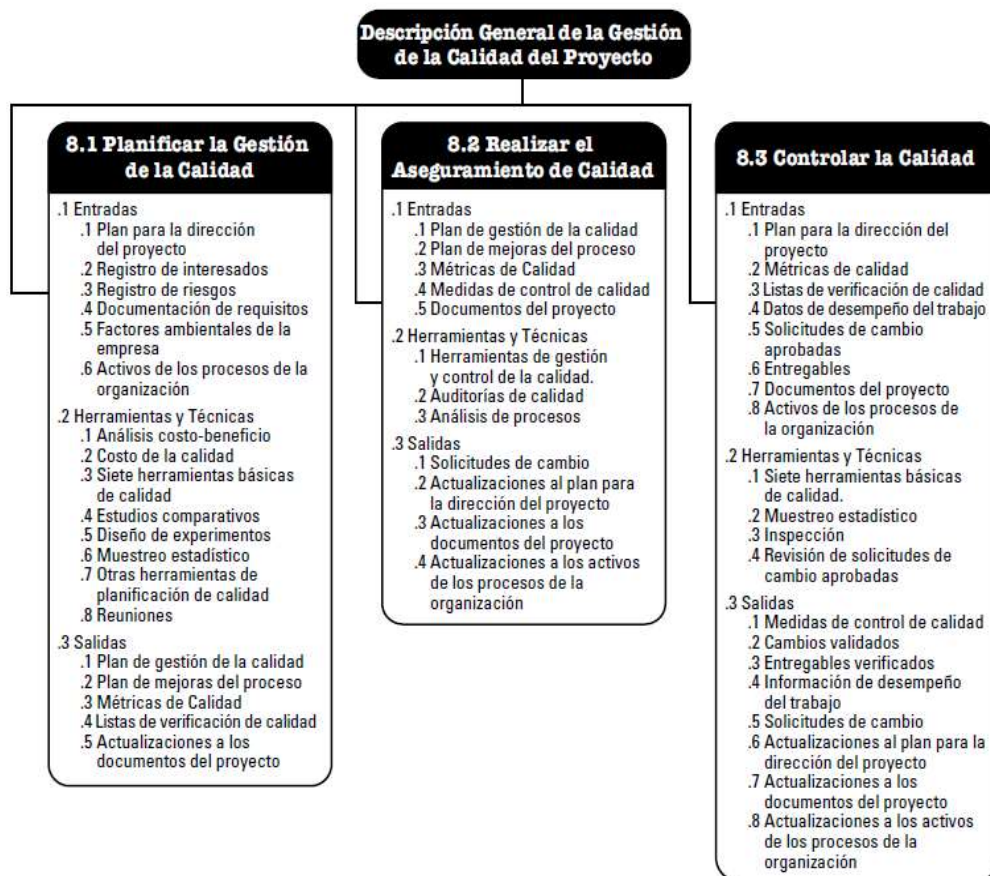 Descripción General de la Gestión
de la Calidad del Proyecto
8.1 Planificar la Gestión
de la Calidad
.1 Entradas
.1 Plan para la dirección
del proyecto
.2 Registro de interesados
.3 Registro de riesgos
.4 Documentación de requisitos
.5 Factores ambientales de la
empresa
.6 Activos de los procesos de la
organización
.2 Herramientas y Técnicas
.1 Análisis costo-beneficio
.2 Costo de la calidad
.3 Siete herramientas básicas
de calidad
.4 Estudios comparativos
.5 Diseño de experimentos
.6 Muestreo estadístico
.7 Otras herramientas de
planificación de calidad
.8 Reuniones
.3 Salidas
.1 Plan de gestión de la calidad
.2 Plan de mejoras del proceso
.3 Métricas de Calidad
.4 Listas de verificación de calidad
.5 Actualizaciones a los
documentos del proyecto
8.2 Realizar el
Aseguramiento de Calidad
.1 Entradas
.1 Plan de gestión de la calidad
.2 Plan de mejoras del proceso
.3 Métricas de Calidad
.4 Medidas de control de calidad
.5 Documentos del proyecto
.2 Herramientas y Técnicas
.1 Herramientas de gestión
y control de la calidad.
.2 Auditorías de calidad
.3 Análisis de procesos
.3 Salidas
.1 Solicitudes de cambio
.2 Actualizaciones al plan para
la dirección del proyecto
.3 Actualizaciones a los
documentos del proyecto
.4 Actualizaciones a los activos
de los procesos de la
organización
8.3 Controlar la Calidad
.1 Entradas
.1 Plan para la dirección del
proyecto
.2 Métricas de calidad
.3 Listas de verificación de calidad
.4 Datos de desempeño del trabajo
.5 Solicitudes de cambio
aprobadas
.6 Entregables
.7 Documentos del proyecto
.8 Activos de los procesos de
la organización
.2 Herramientas y Técnicas
.1 Siete herramientas básicas
de calidad.
.2 Muestreo estadístico
.3 Inspección
.4 Revisión de solicitudes de
cambio aprobadas
.3 Salidas
.1 Medidas de control de calidad
.2 Cambios validados
.3 Entregables verificados
.4 Información de desempeño
del trabajo
.5 Solicitudes de cambio
.6 Actualizaciones al plan para la
dirección del proyecto
.7 Actualizaciones a los
documentos del proyecto
.8 Actualizaciones a los activos
de los procesos de la
organización